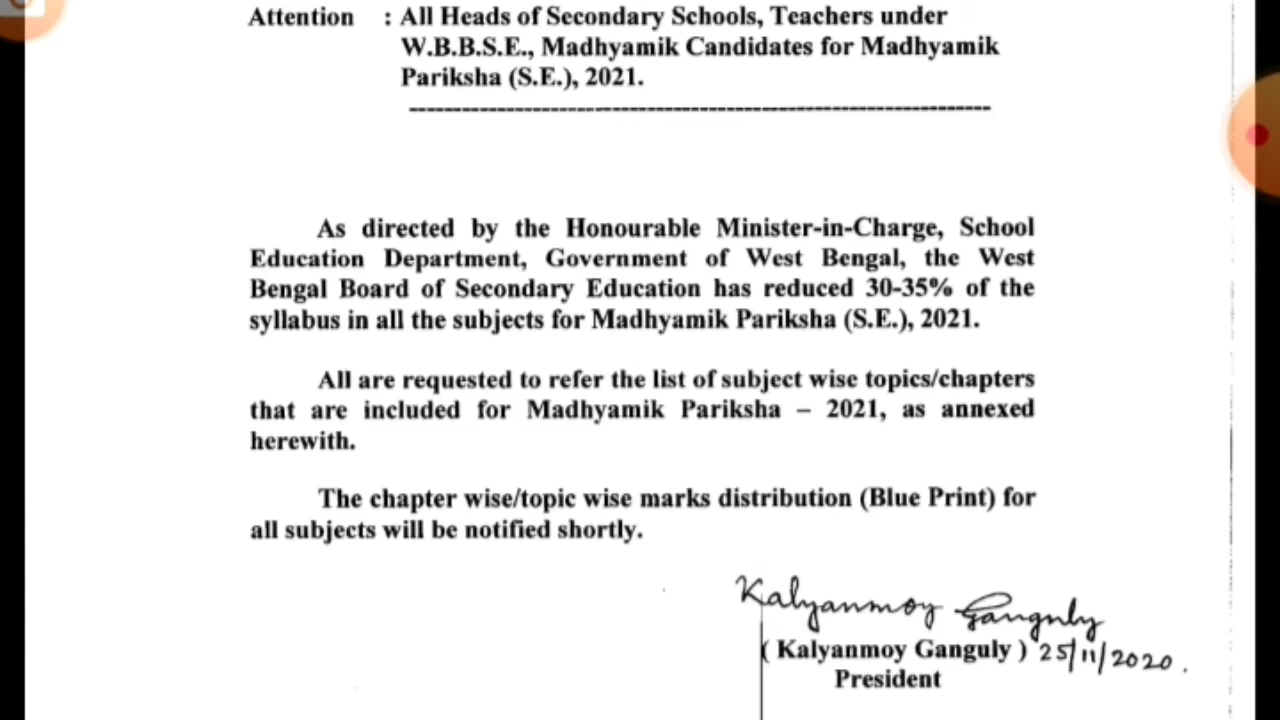 Attention : All Heads of Secondary Schools, Teachers under
W.B.B.S.E., Madhyamik Candidates for Madhyamik
Pariksha (S.E.), 2021.
As directed by the Honourable Minister-in-Charge, School
Education Department, Government of West Bengal, the West
Bengal Board of Secondary Education has reduced 30-35% of the
syllabus in all the subjects for Madhyamik Pariksha (S.E.), 2021.
All are requested to refer the list of subject wise topics/chapters
that are included for Madhyamik Pariksha – 2021, as annexed
herewith.
The chapter wise/topic wise marks distribution (Blue Print) for
all subjects will be notified shortly.
Kalyanmoy Ganguly
( Kalyanmoy Ganguly ) 25/11/2020.
President